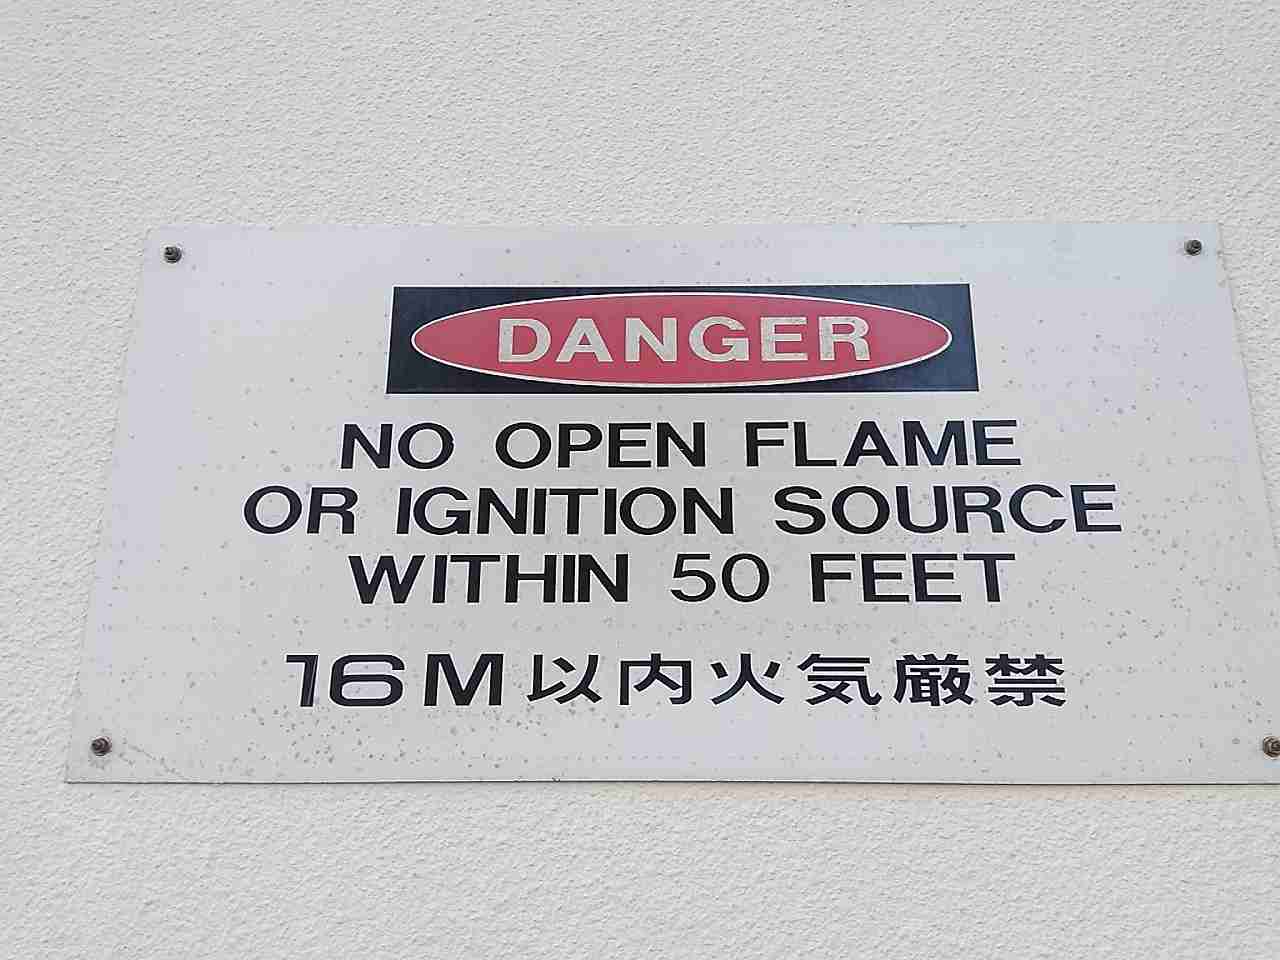 DANGER
NO OPEN FLAME
OR IGNITION SOURCE
WITHIN 50 FEET
16M以内火気厳禁